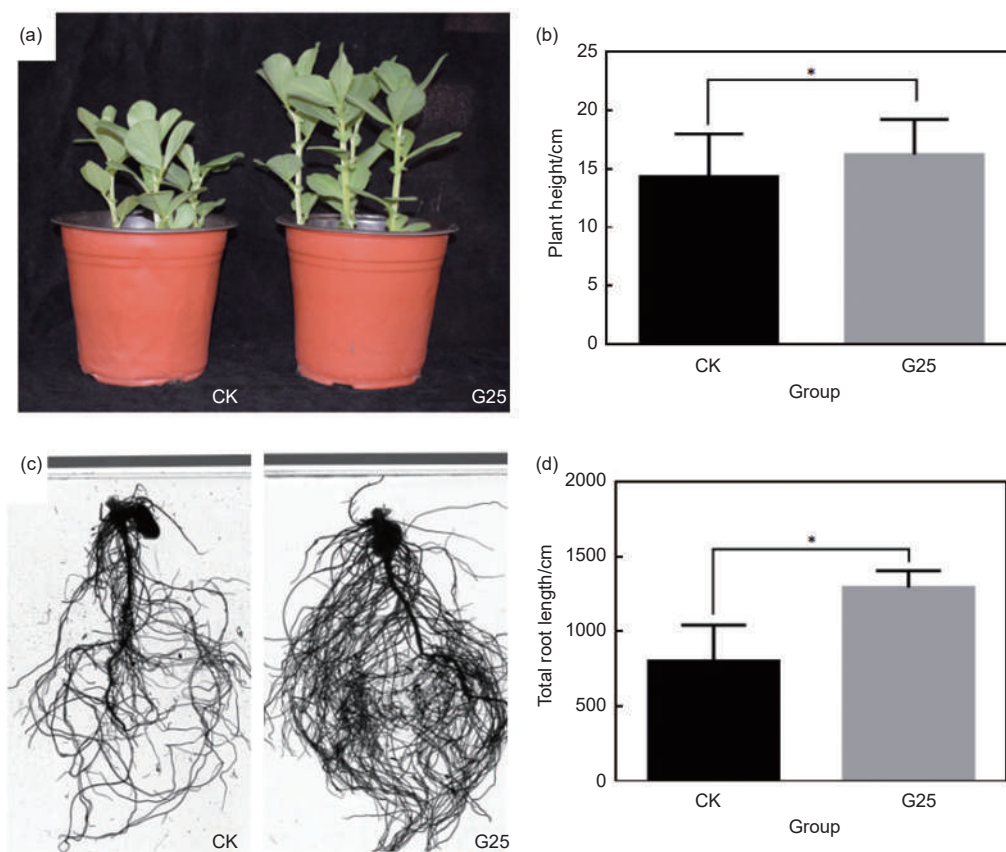 (a)
CK
G25
(b)
25
20
15
10
5
0
Plant height/cm
*
CK
G25
Group
(c)
CK
G25
(d)
2000
1500
1000
500
0
Total root length/cm
*
CK
G25
Group